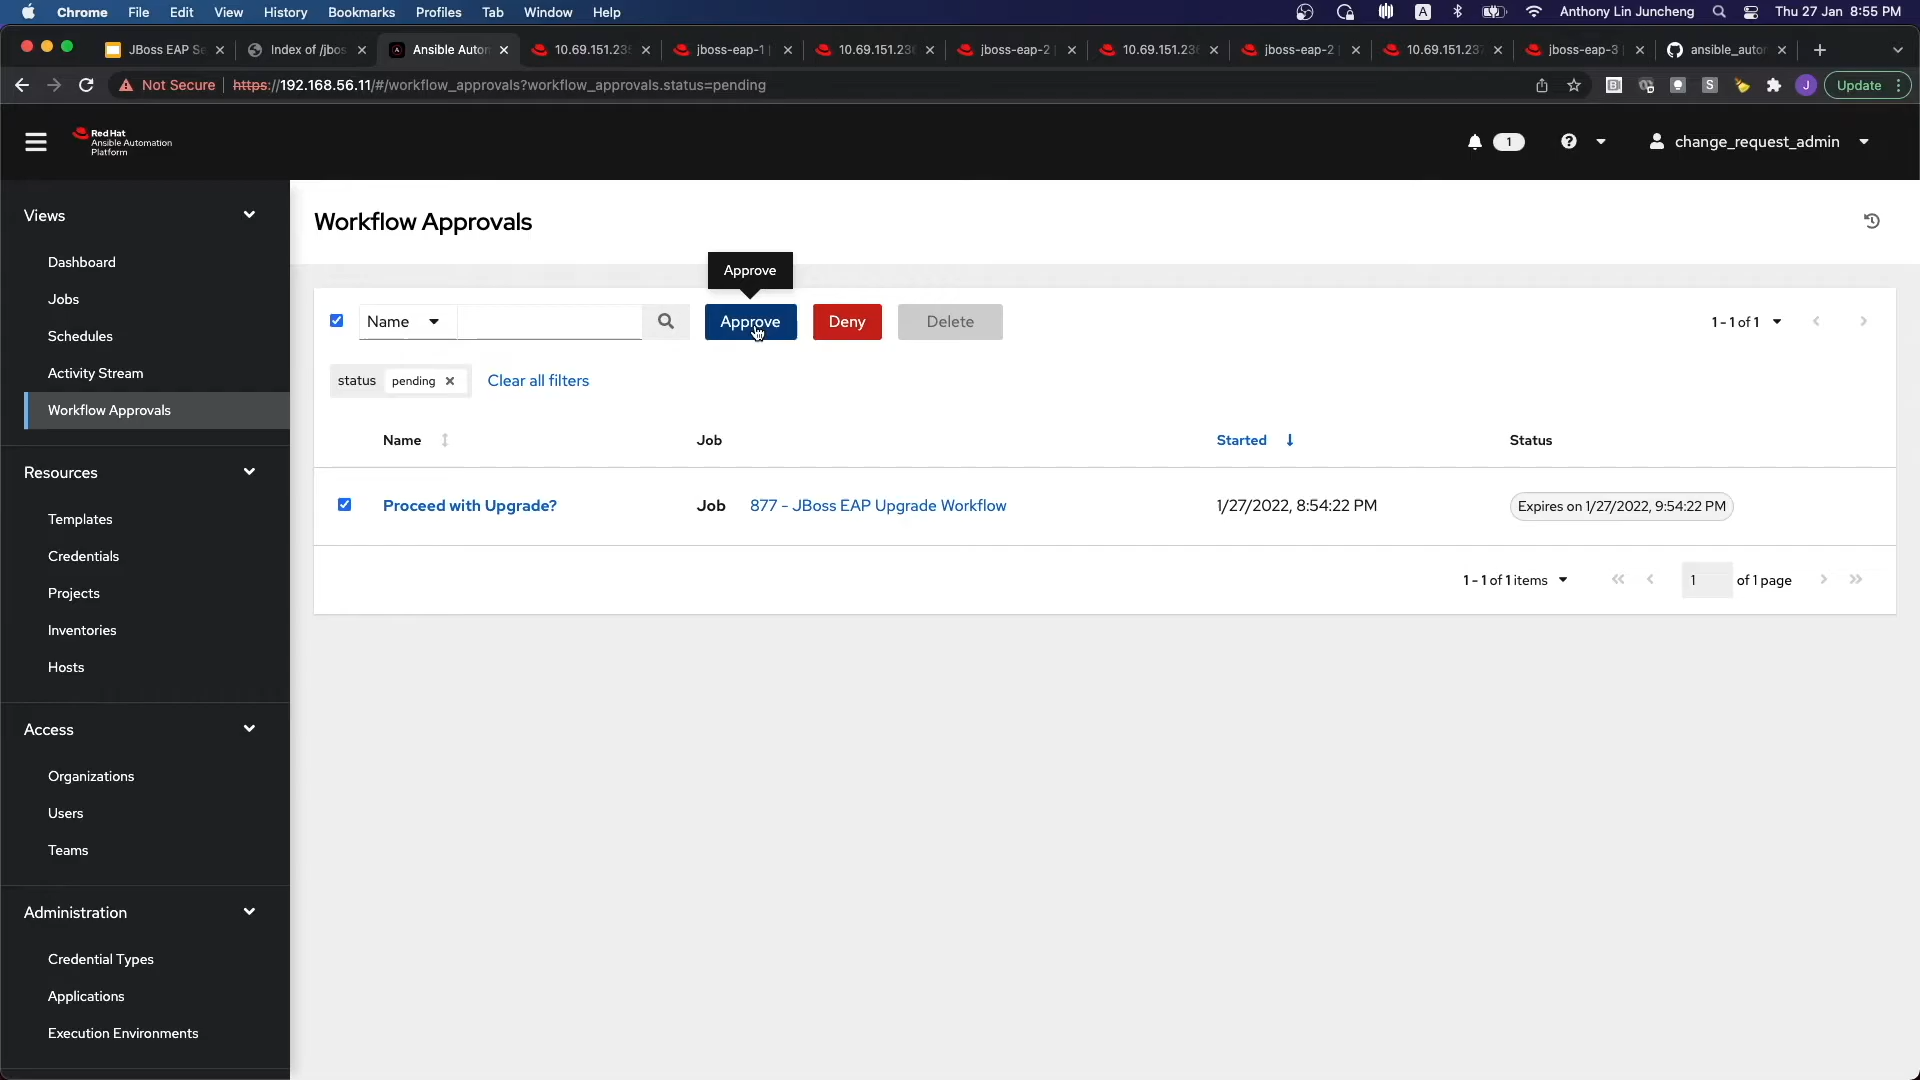 Chrome File Edit View History Bookmarks Profiles Tab Window Help A Anthony Lin Juncheng Thu 27 Jan 8:55 PM
JBoss EAP Se Index of /jbos Ansible Autom 10.69.151.235 jboss-eap-1 10.69.151.236 jboss-eap-2 10.69.151.236 jboss-eap-2 10.69.151.237 jboss-eap-3 ansible_autor
Not Secure https://192.168.56.11/#/workflow_approvals?workflow_approvals.status=pending S J Update
Red Hat
Ansible Automation
Platform
1 change_request_admin
Views
Dashboard
Jobs
Schedules
Activity Stream
Workflow Approvals
Resources
Templates
Credentials
Projects
Inventories
Hosts
Access
Organizations
Users
Teams
Administration
Credential Types
Applications
Execution Environments
Workflow Approvals
Approve
Name Approve Deny Delete 1 - 1 of 1
status pending Clear all filters
Name Job Started Status
Proceed with Upgrade? Job 877 - JBoss EAP Upgrade Workflow 1/27/2022, 8:54:22 PM Expires on 1/27/2022, 9:54:22 PM
1 - 1 of 1 items 1 of 1 page